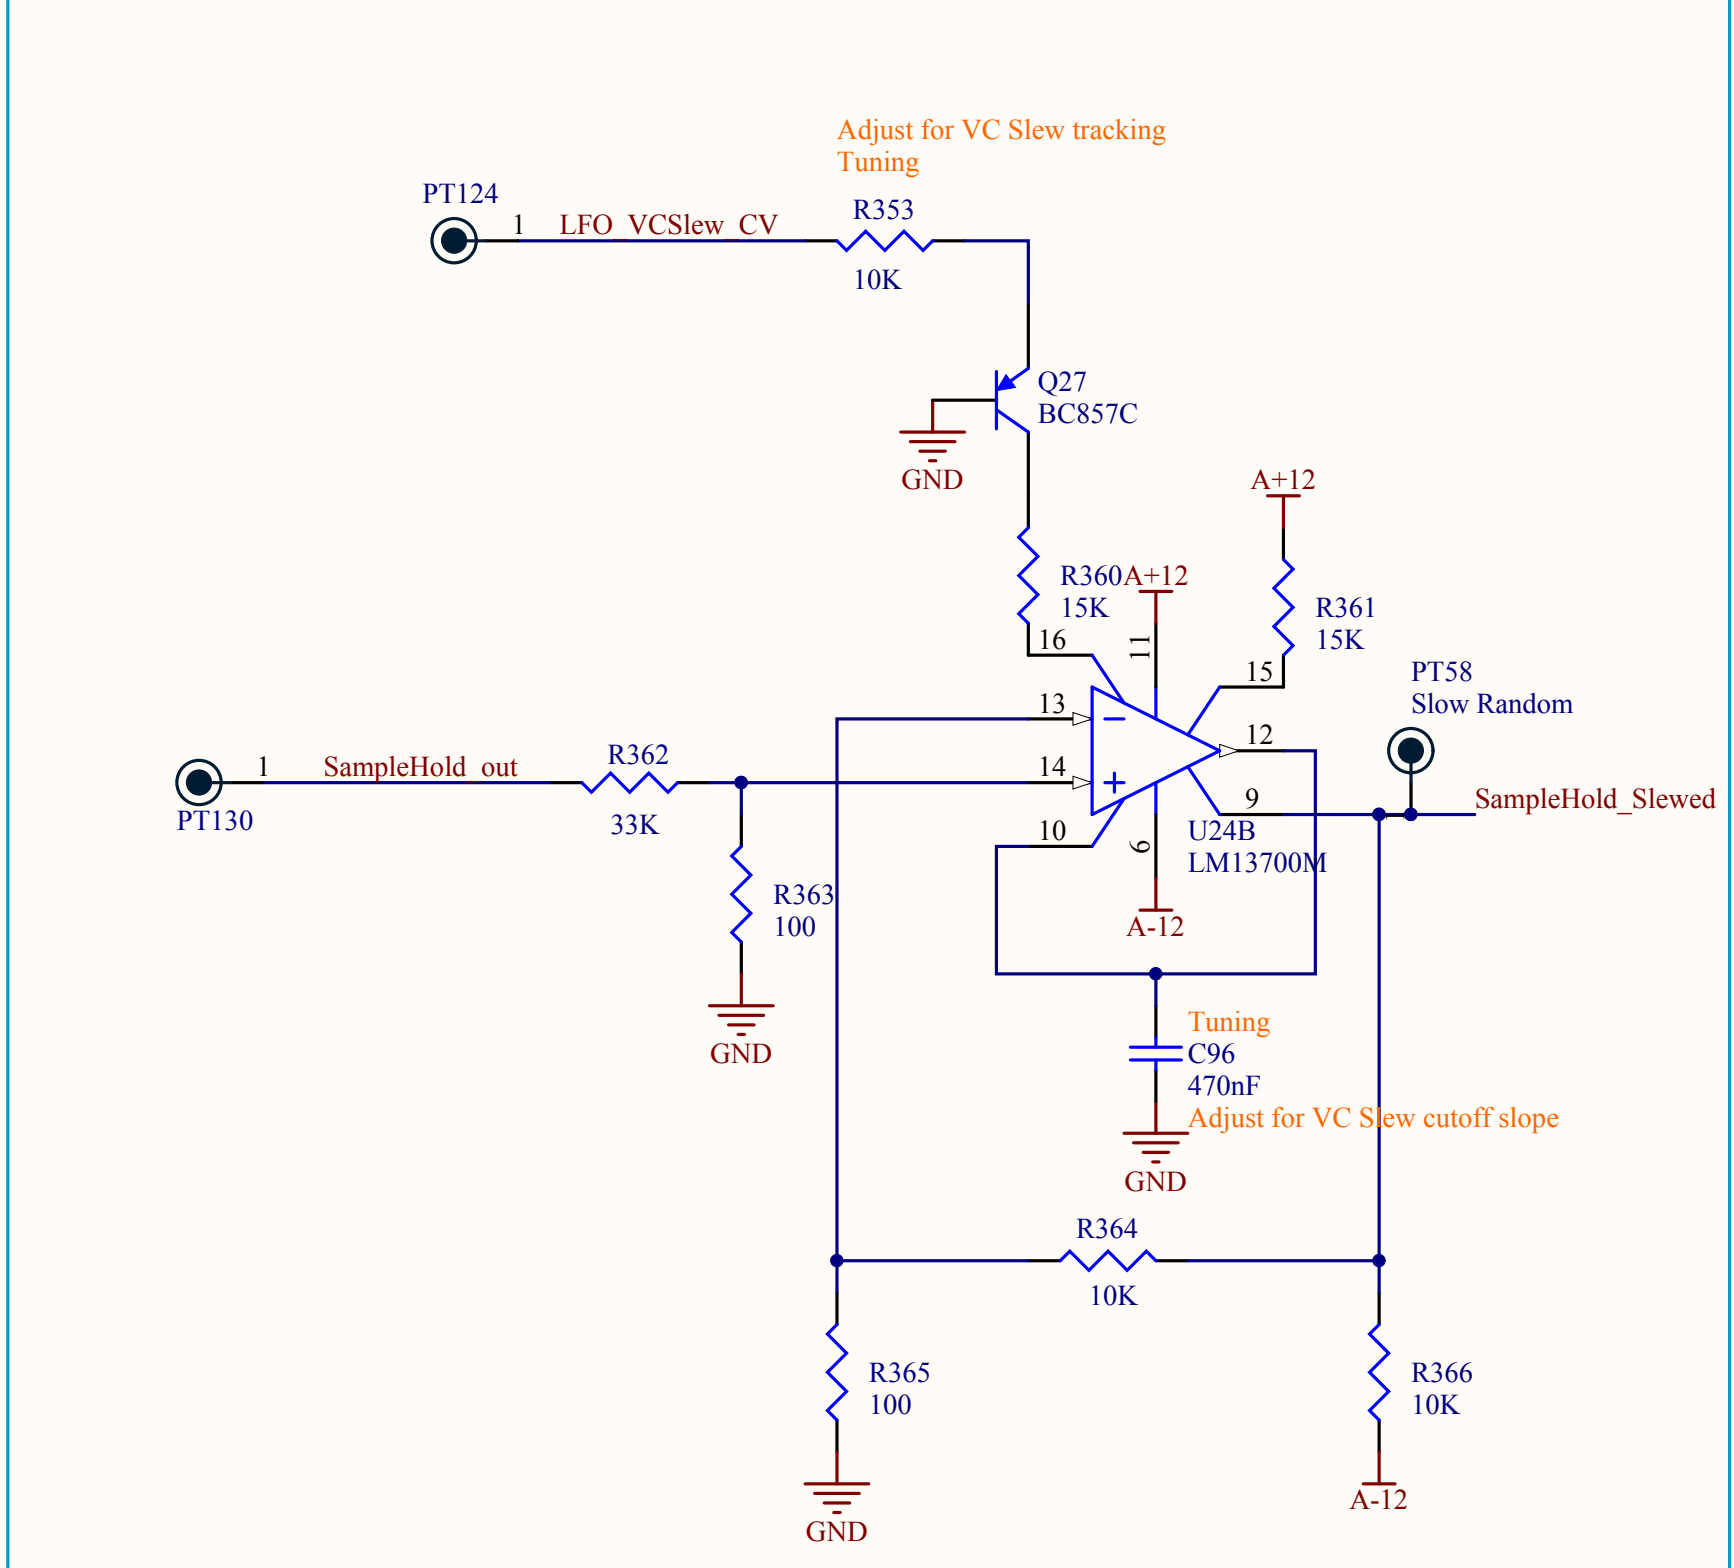 Adjust for VC Slew tracking
Tuning
PT124
1
LFO_VCSlew_CV
R353
10K
Q27
BC857C
GND
A+12
R360
15K
A+12
R361
15K
16
11
15
PT58
Slow Random
13
12
PT130
1
SampleHold_out
R362
33K
14
9
SampleHold_Slewed
10
6
U24B
LM13700M
A-12
R363
100
GND
Tuning
C96
470nF
Adjust for VC Slew cutoff slope
GND
R364
10K
R365
100
GND
R366
10K
A-12